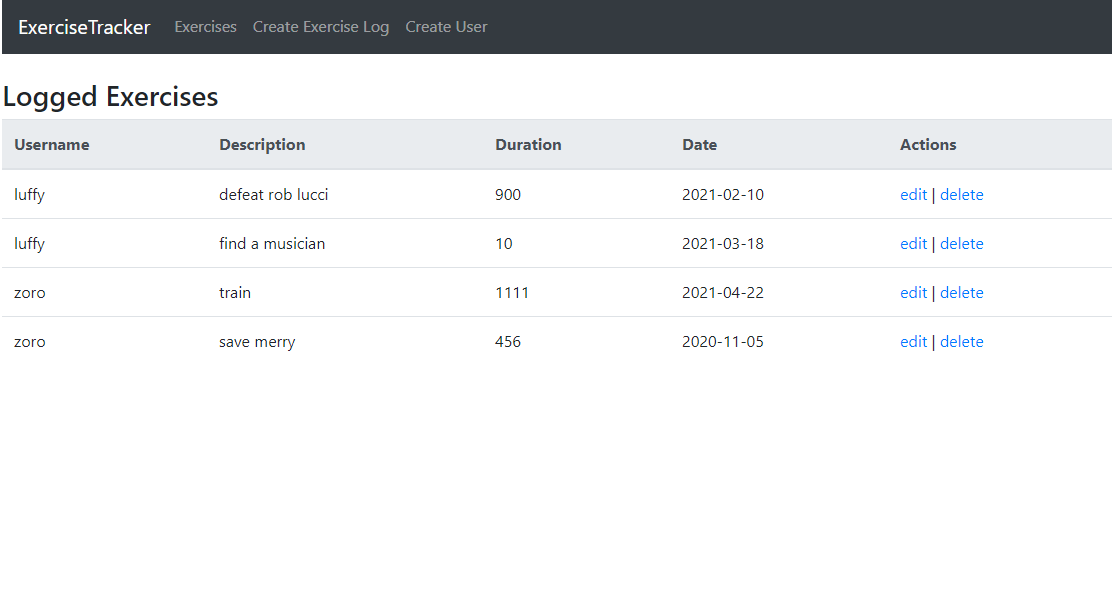 ExerciseTracker Exercises Create Exercise Log Create User
Logged Exercises
Username Description Duration Date Actions
luffy defeat rob lucci 900 2021-02-10 edit | delete
luffy find a musician 10 2021-03-18 edit | delete
zoro train 1111 2021-04-22 edit | delete
zoro save merry 456 2020-11-05 edit | delete